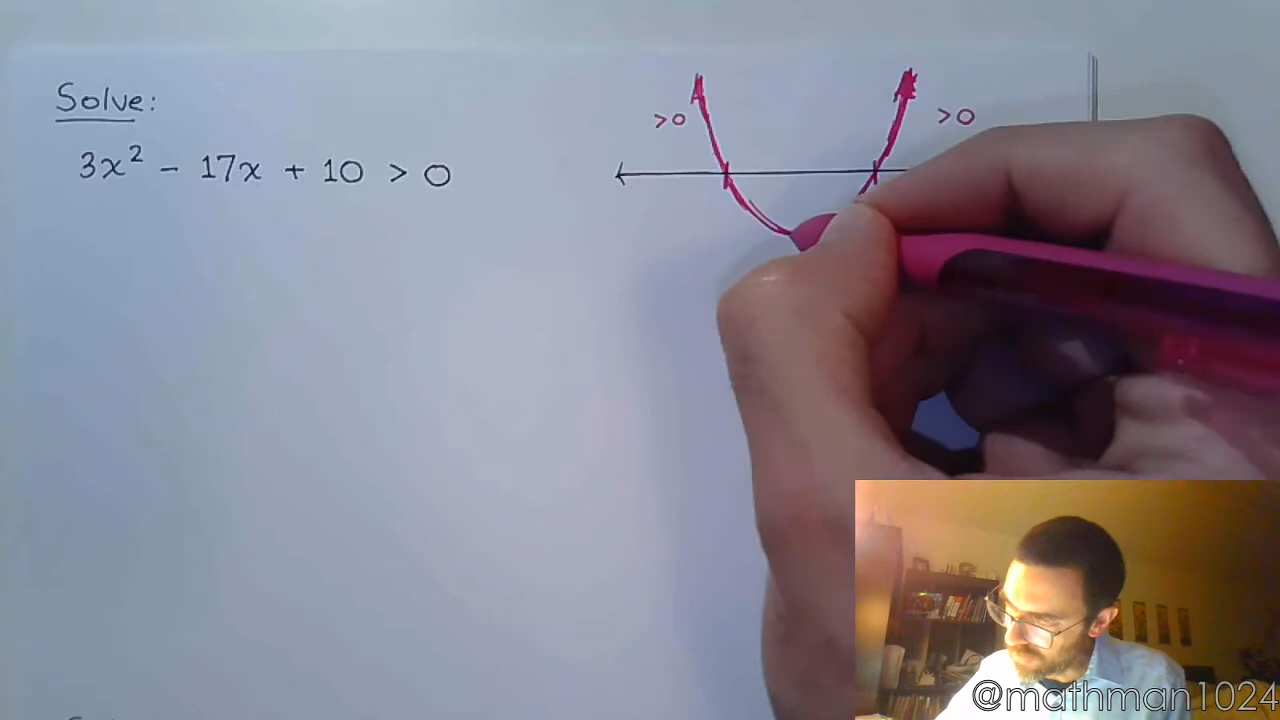 Solve:
3x² - 17x + 10 > 0
>0
>0
@mathman1024